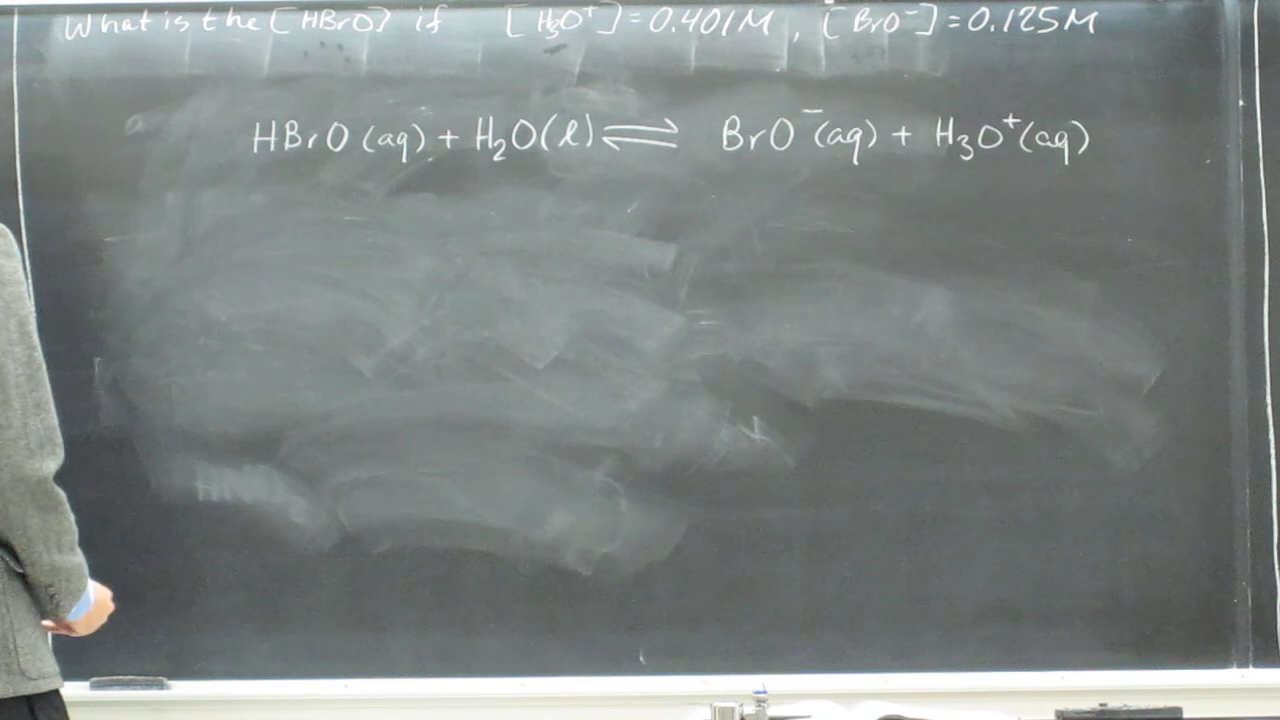 What is the [HBrO] if [H₃O⁺] = 0.401M, [BrO⁻] = 0.125M
HBrO (aq) + H₂O(l) ⇌ BrO⁻(aq) + H₃O⁺(aq)